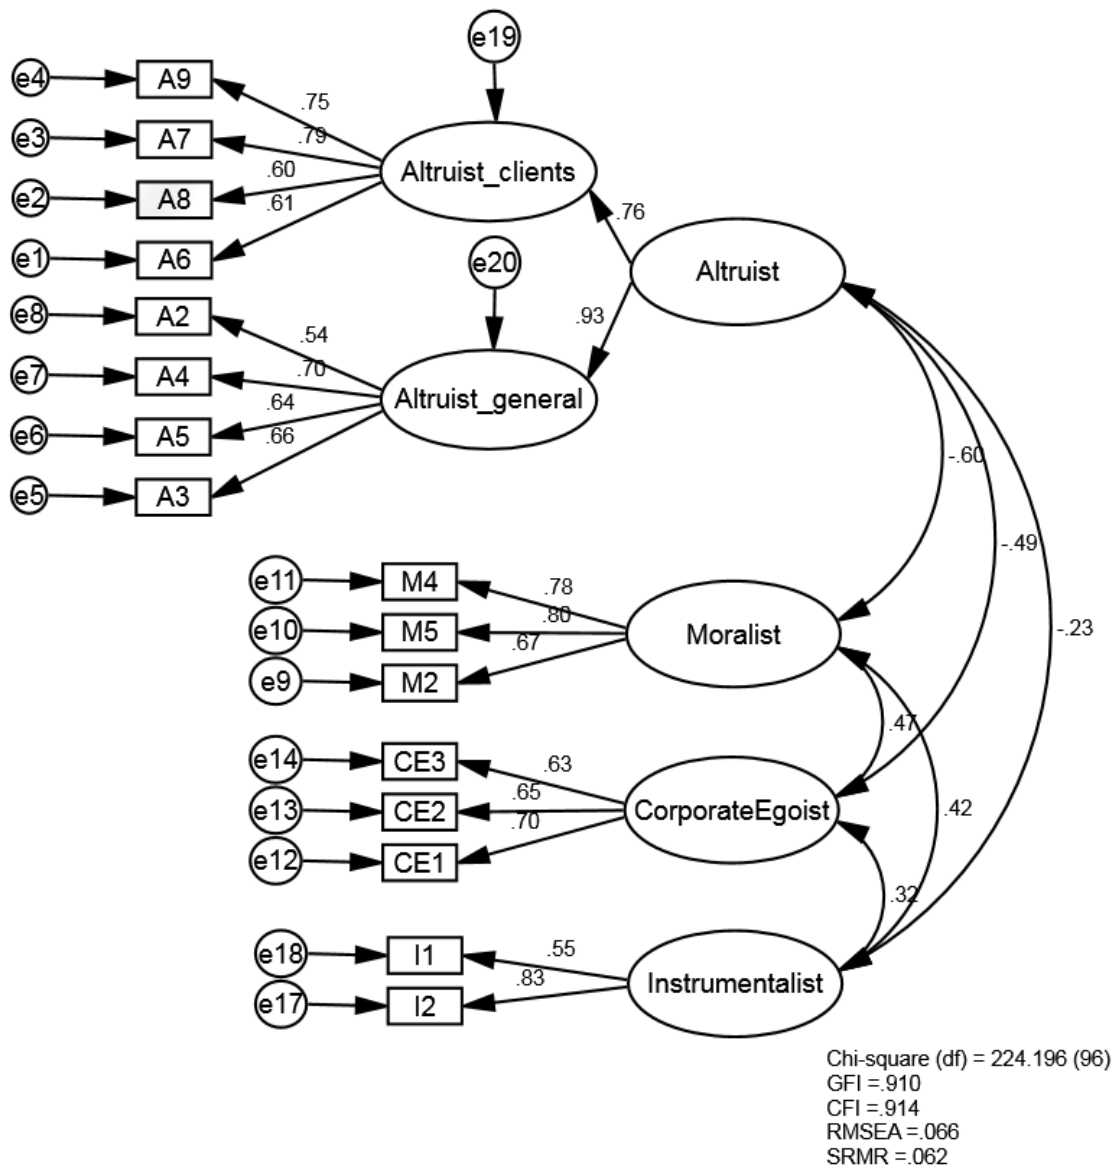 e19
e4 A9 .75
e3 A7 .79
Altruist_clients
e2 A8 .60
.61
.76
e1 A6
e20
Altruist
e8 A2
.93
.54
e7 A4 .70
Altruist_general
e6 A5 .64
.66
e5 A3
-.60
-.49
e11 M4 .78
e10 M5 .80
Moralist
-.23
e9 M2 .67
.47
e14 CE3 .63
e13 CE2 .65
CorporateEgoist
.42
e12 CE1 .70
.32
e18 I1 .55
Instrumentalist
e17 I2 .83
Chi-square (df) = 224.196 (96)
GFI =.910
CFI =.914
RMSEA =.066
SRMR =.062